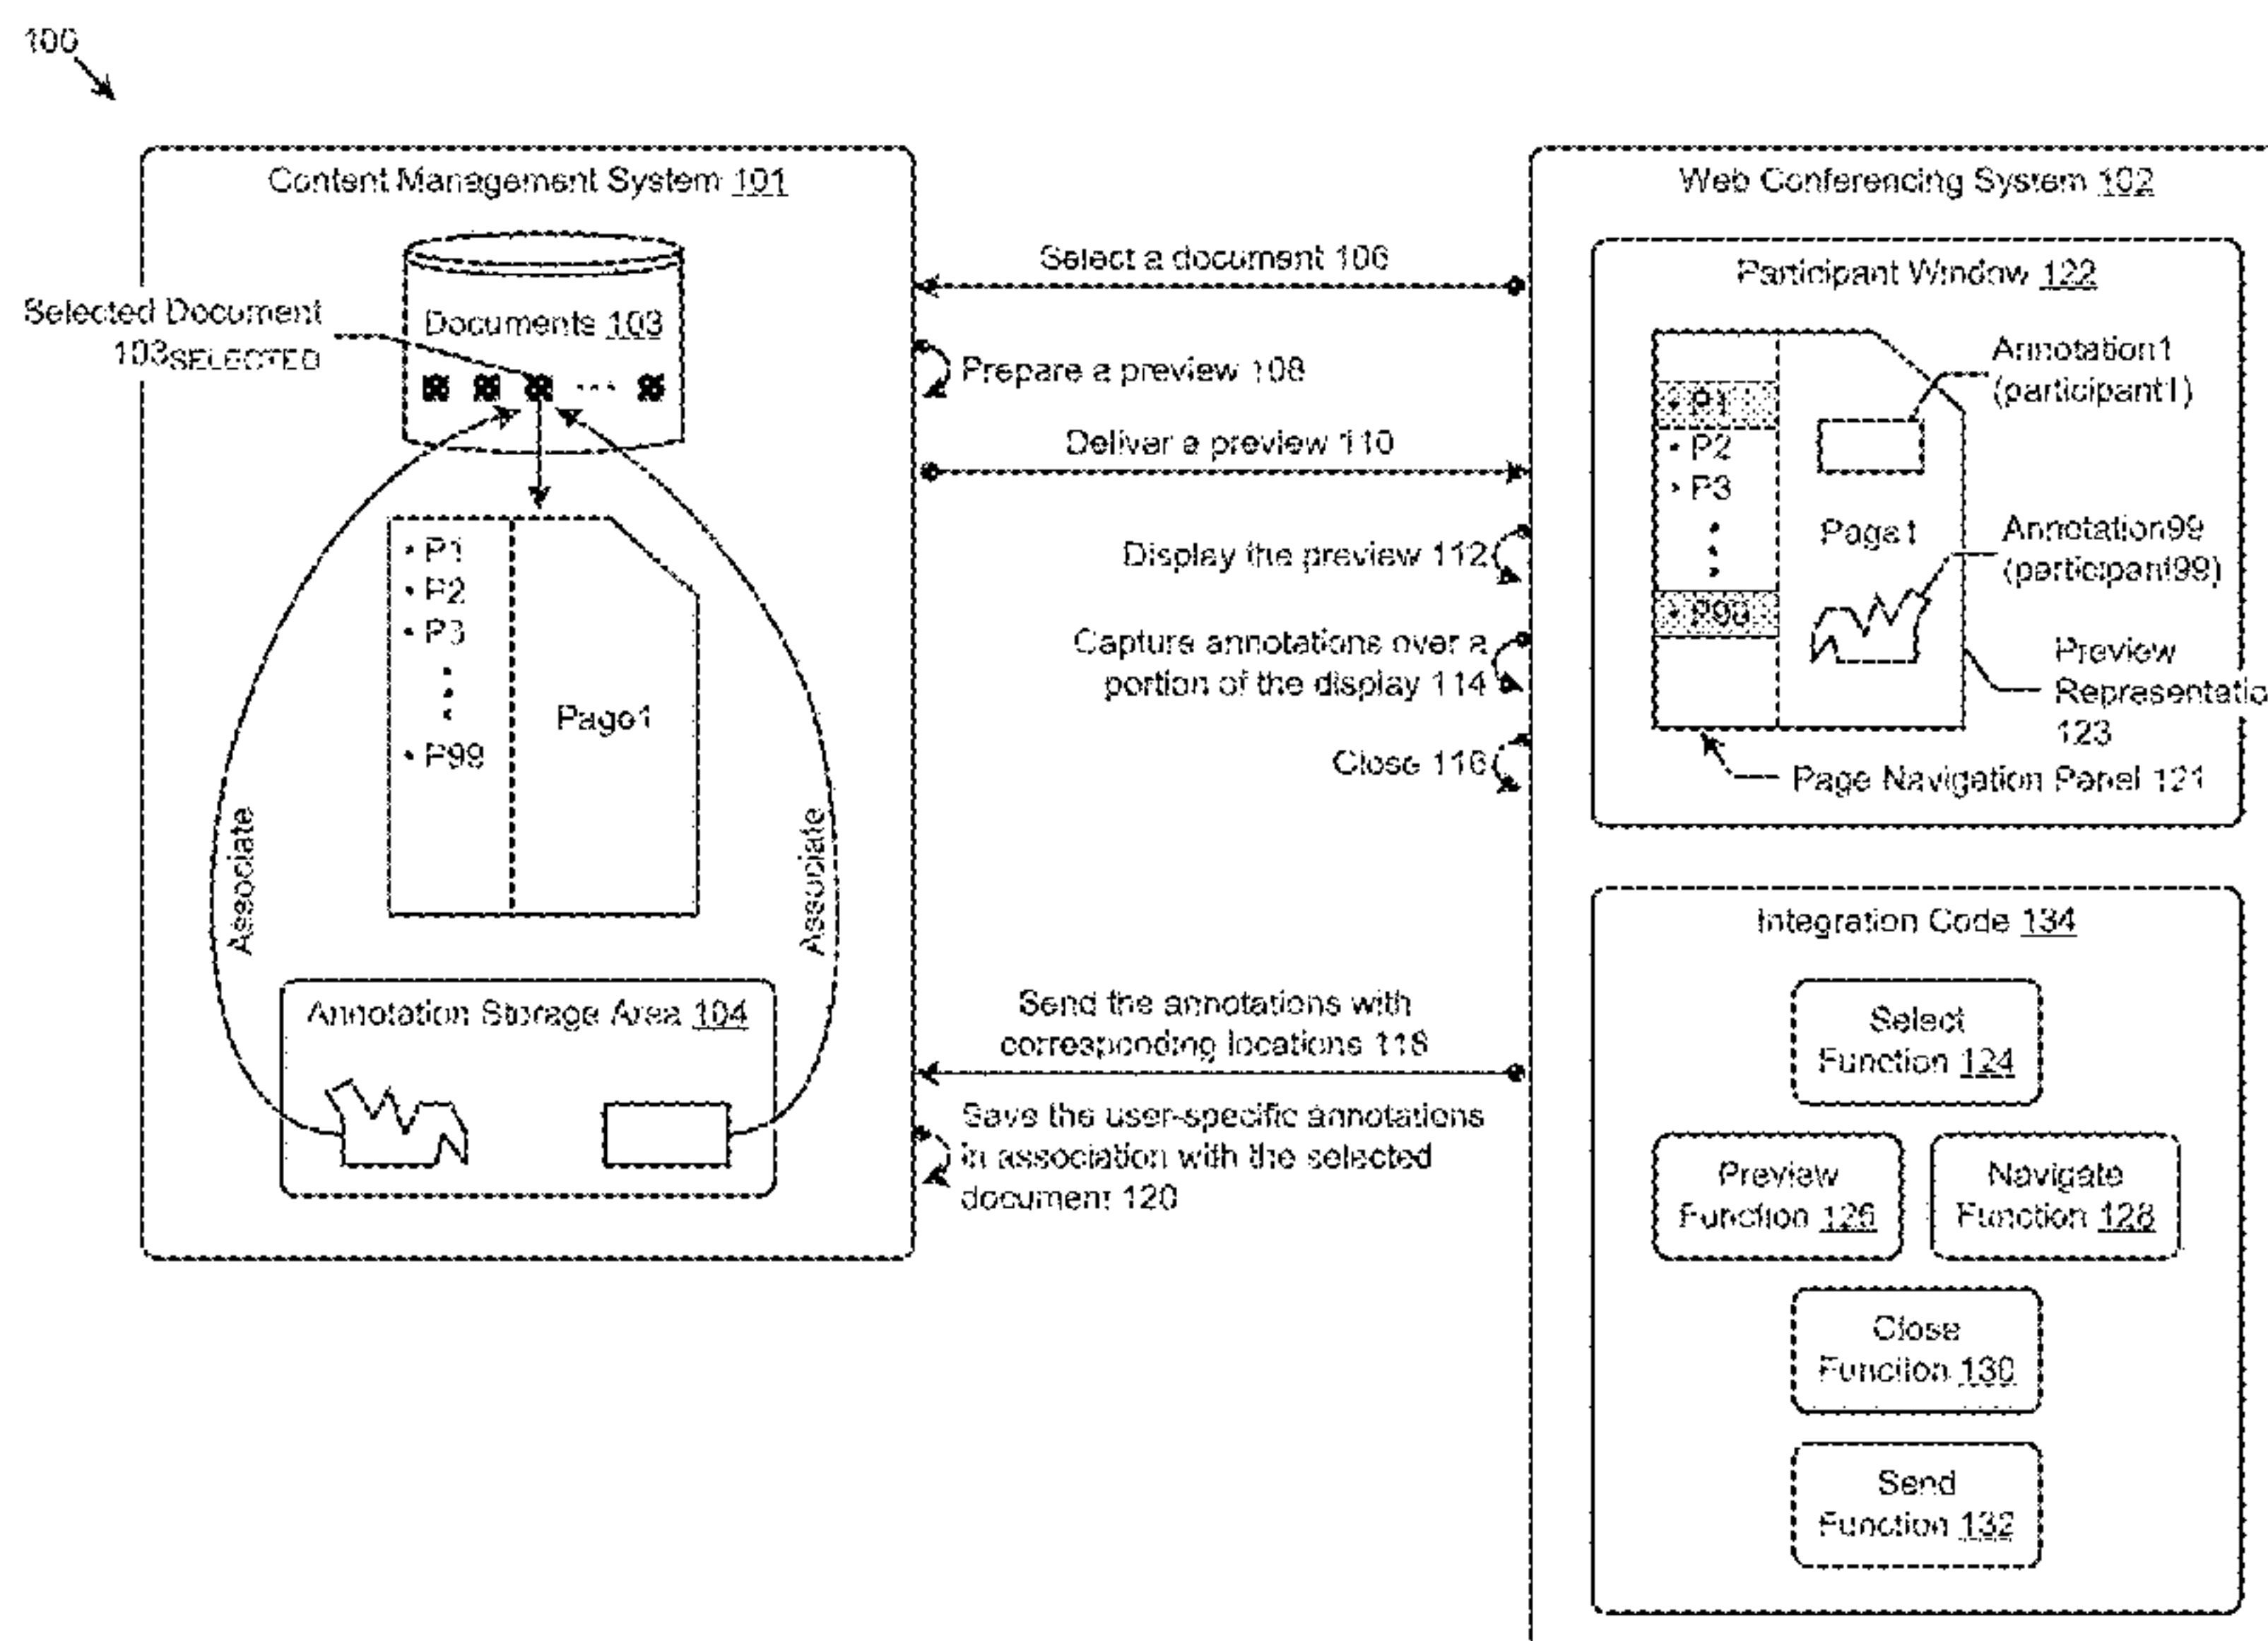 100
Content Management System 101
Documents 103
Selected Document
103SELECTED
• P1
• P2
• P3
• P99
Page1
Associate
Associate
Annotation Storage Area 104
Select a document 106
Prepare a preview 108
Deliver a preview 110
Display the preview 112
Capture annotations over a
portion of the display 114
Close 116
Send the annotations with
corresponding locations 118
Save the user-specific annotations
in association with the selected
document 120
Web Conferencing System 102
Participant Window 122
• P1
• P2
• P3
• P99
Page1
Annotation1
(participant1)
Annotation99
(participant99)
Preview
Representatio
123
Page Navigation Panel 121
Integration Code 134
Select
Function 124
Preview
Function 126
Navigate
Function 128
Close
Function 130
Send
Function 132